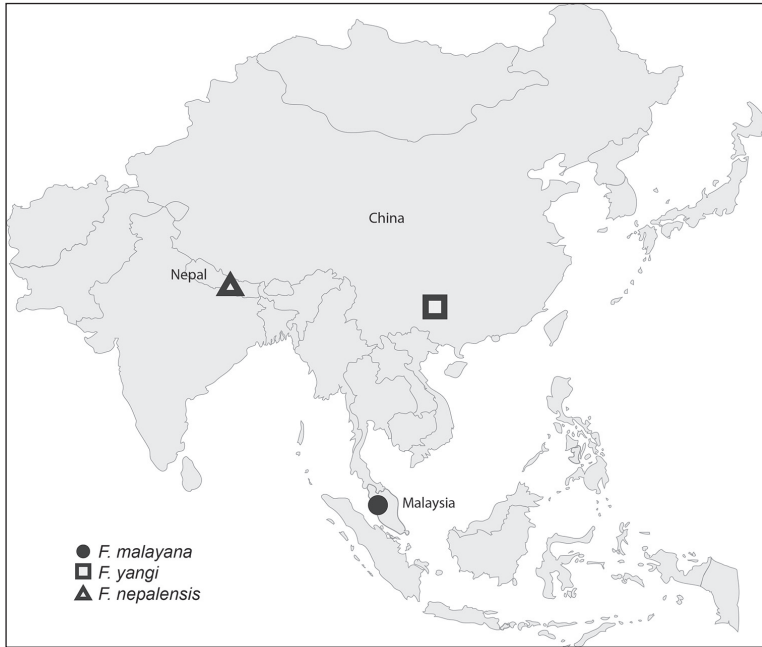 China
Nepal
Malaysia
F. malayana
F. yangi
F. nepalensis